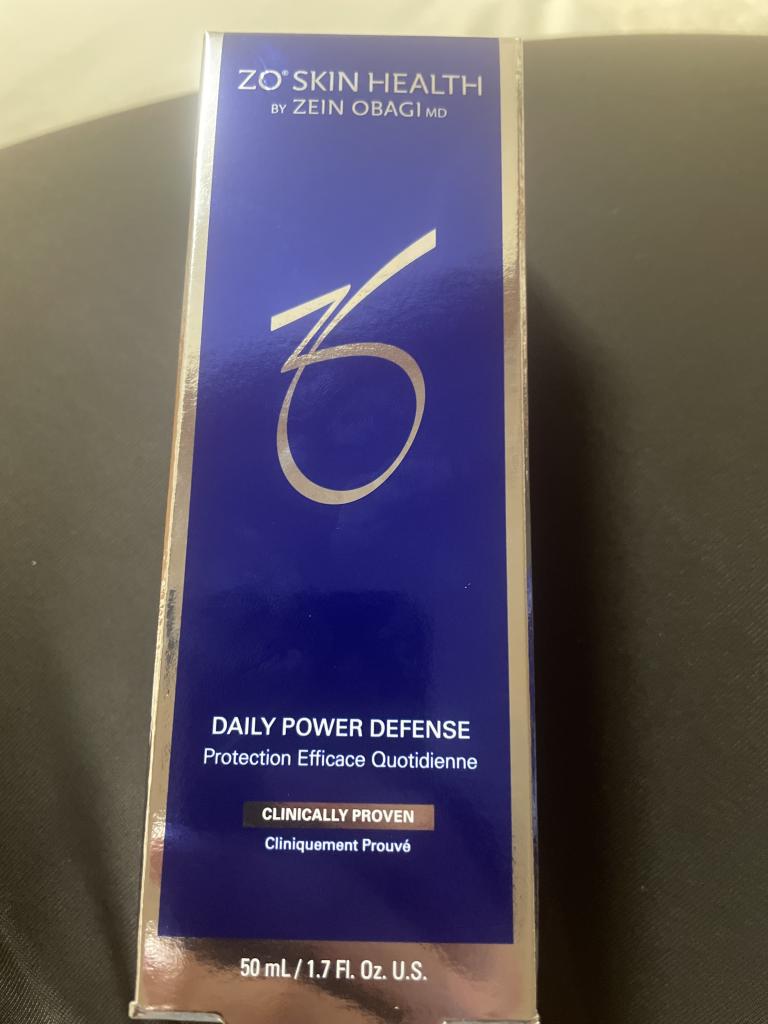 ZO® SKIN HEALTH
BY ZEIN OBAGI MD
DAILY POWER DEFENSE
Protection Efficace Quotidienne
CLINICALLY PROVEN
Cliniquement Prouvé
50 mL / 1.7 Fl. Oz. U.S.